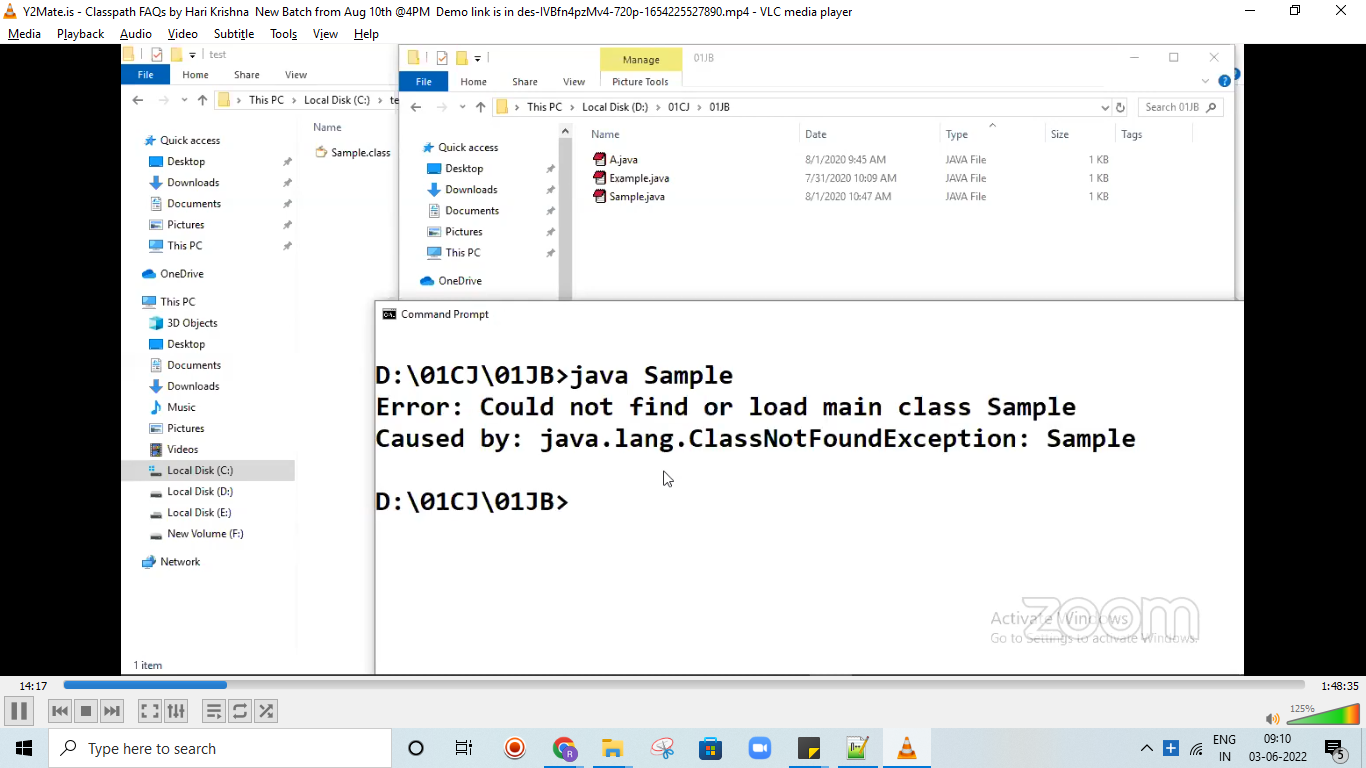 Y2Mate.is - Classpath FAQs by Hari Krishna  New Batch from Aug 10th @4PM  Demo link is in des-IVBfn4pzMv4-720p-1654225527890.mp4 - VLC media player
Media Playback Audio Video Subtitle Tools View Help
test
File Home Share View
This PC > Local Disk (C:) > te
Name
Sample.class
Quick access
Desktop
Downloads
Documents
Pictures
This PC
OneDrive
This PC
3D Objects
Desktop
Documents
Downloads
Music
Pictures
Videos
Local Disk (C:)
Local Disk (D:)
Local Disk (E:)
New Volume (F:)
Network
1 item
Manage 01JB
File Home Share View Picture Tools
This PC > Local Disk (D:) > 01CJ > 01JB Search 01JB
Quick access
Desktop
Downloads
Documents
Pictures
This PC
OneDrive
Name Date Type Size Tags
A.java 8/1/2020 9:45 AM JAVA File 1 KB
Example.java 7/31/2020 10:09 AM JAVA File 1 KB
Sample.java 8/1/2020 10:47 AM JAVA File 1 KB
Command Prompt
D:\01CJ\01JB>java Sample
Error: Could not find or load main class Sample
Caused by: java.lang.ClassNotFoundException: Sample
D:\01CJ\01JB>
zoom
Activate Windows
Go to Settings to activate Windows.
14:17 1:48:35
125%
Type here to search
ENG
IN
09:10
03-06-2022
5